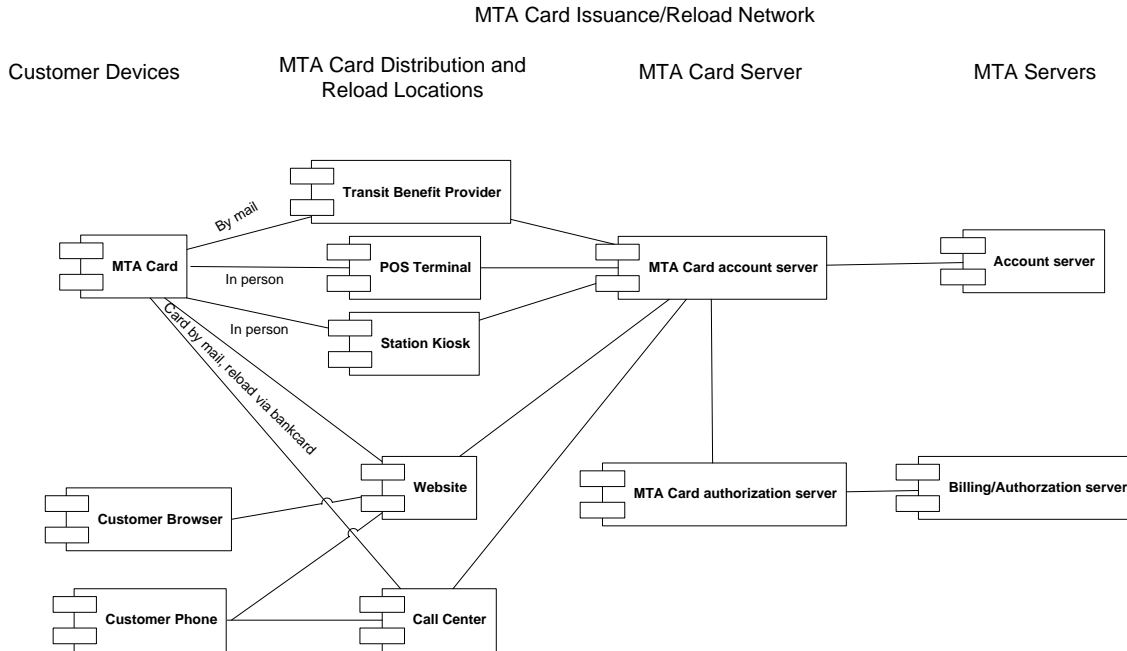 MTA Card Issuance/Reload Network
Customer Devices
MTA Card Distribution and
Reload Locations
MTA Card Server
MTA Servers
Transit Benefit Provider
By mail
MTA Card
POS Terminal
MTA Card account server
Account server
In person
In person
Station Kiosk
Card by mail, reload via bankcard
Website
MTA Card authorization server
Billing/Authorzation server
Customer Browser
Customer Phone
Call Center